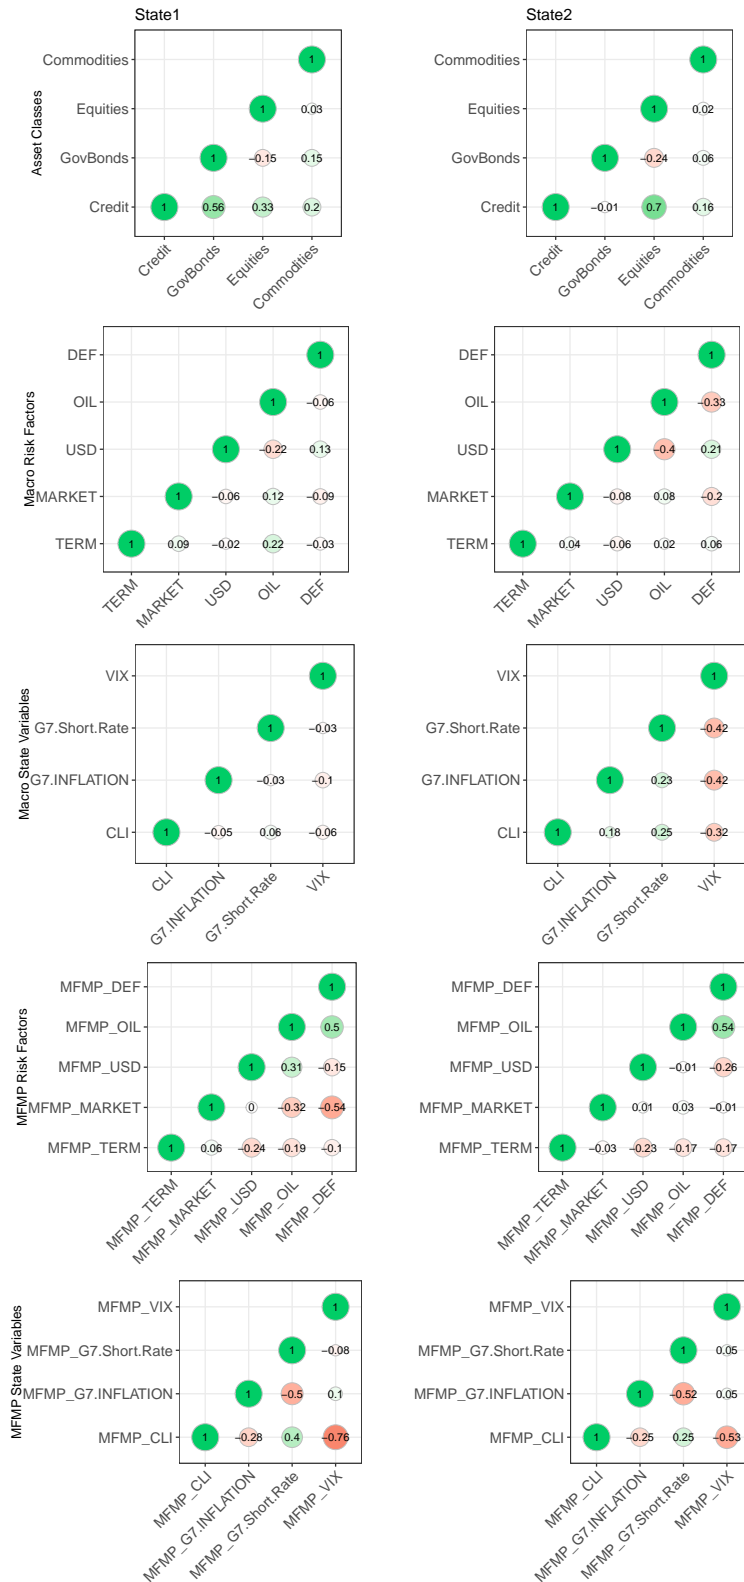 State1
State2
Asset Classes
Commodities 1
Equities 1 0.03
GovBonds 1 −0.15 0.15
Credit 1 0.56 0.33 0.2
Credit GovBonds Equities Commodities
Commodities 1
Equities 1 0.02
GovBonds 1 −0.24 0.06
Credit 1 −0.01 0.7 0.16
Credit GovBonds Equities Commodities
Macro Risk Factors
DEF 1
OIL 1 −0.06
USD 1 −0.22 0.13
MARKET 1 −0.06 0.12 −0.09
TERM 1 0.09 −0.02 0.22 −0.03
TERM MARKET USD OIL DEF
DEF 1
OIL 1 −0.33
USD 1 −0.4 0.21
MARKET 1 −0.08 0.08 −0.2
TERM 1 0.04 −0.06 0.02 0.06
TERM MARKET USD OIL DEF
Macro State Variables
VIX 1
G7.Short.Rate 1 −0.03
G7.INFLATION 1 −0.03 −0.1
CLI 1 −0.05 0.06 −0.06
CLI G7.INFLATION G7.Short.Rate VIX
VIX 1
G7.Short.Rate 1 −0.42
G7.INFLATION 1 0.23 −0.42
CLI 1 0.18 0.25 −0.32
CLI G7.INFLATION G7.Short.Rate VIX
MFMP Risk Factors
MFMP_DEF 1
MFMP_OIL 1 0.5
MFMP_USD 1 0.31 −0.15
MFMP_MARKET 1 0 −0.32 −0.54
MFMP_TERM 1 0.06 −0.24 −0.19 −0.1
MFMP_TERM MFMP_MARKET MFMP_USD MFMP_OIL MFMP_DEF
MFMP_DEF 1
MFMP_OIL 1 0.54
MFMP_USD 1 −0.01 −0.26
MFMP_MARKET 1 0.01 0.03 −0.01
MFMP_TERM 1 −0.03 −0.23 −0.17 −0.17
MFMP_TERM MFMP_MARKET MFMP_USD MFMP_OIL MFMP_DEF
MFMP State Variables
MFMP_VIX 1
MFMP_G7.Short.Rate 1 −0.08
MFMP_G7.INFLATION 1 −0.5 0.1
MFMP_CLI 1 −0.28 0.4 −0.76
MFMP_CLI MFMP_G7.INFLATION MFMP_G7.Short.Rate MFMP_VIX
MFMP_VIX 1
MFMP_G7.Short.Rate 1 0.05
MFMP_G7.INFLATION 1 −0.52 0.05
MFMP_CLI 1 −0.25 0.25 −0.53
MFMP_CLI MFMP_G7.INFLATION MFMP_G7.Short.Rate MFMP_VIX